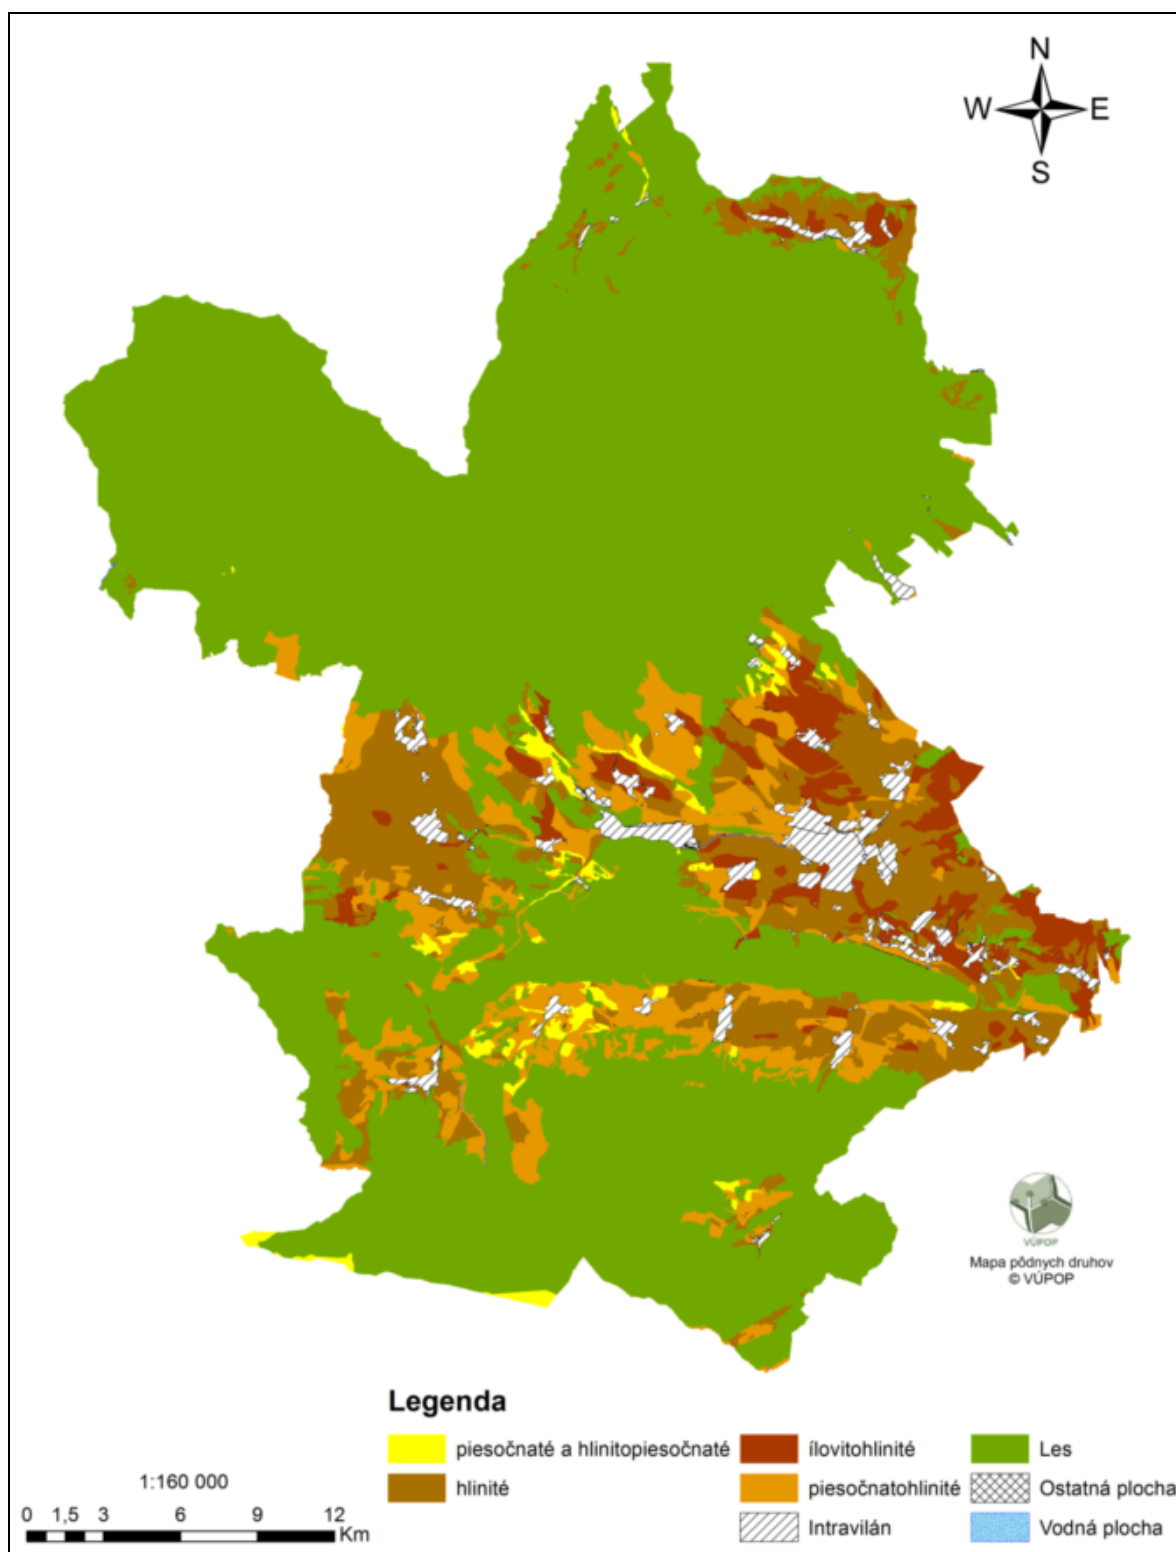 N
W E
S
VÚPOP
Mapa pôdnych druhov
© VÚPOP
Legenda
piesočnaté a hlinitopiesočnaté
ílovitohlinité
Les
hlinité
piesočnatohlinité
Ostatná plocha
Intravilán
Vodná plocha
1:160 000
0 1,5 3 6 9 12
Km